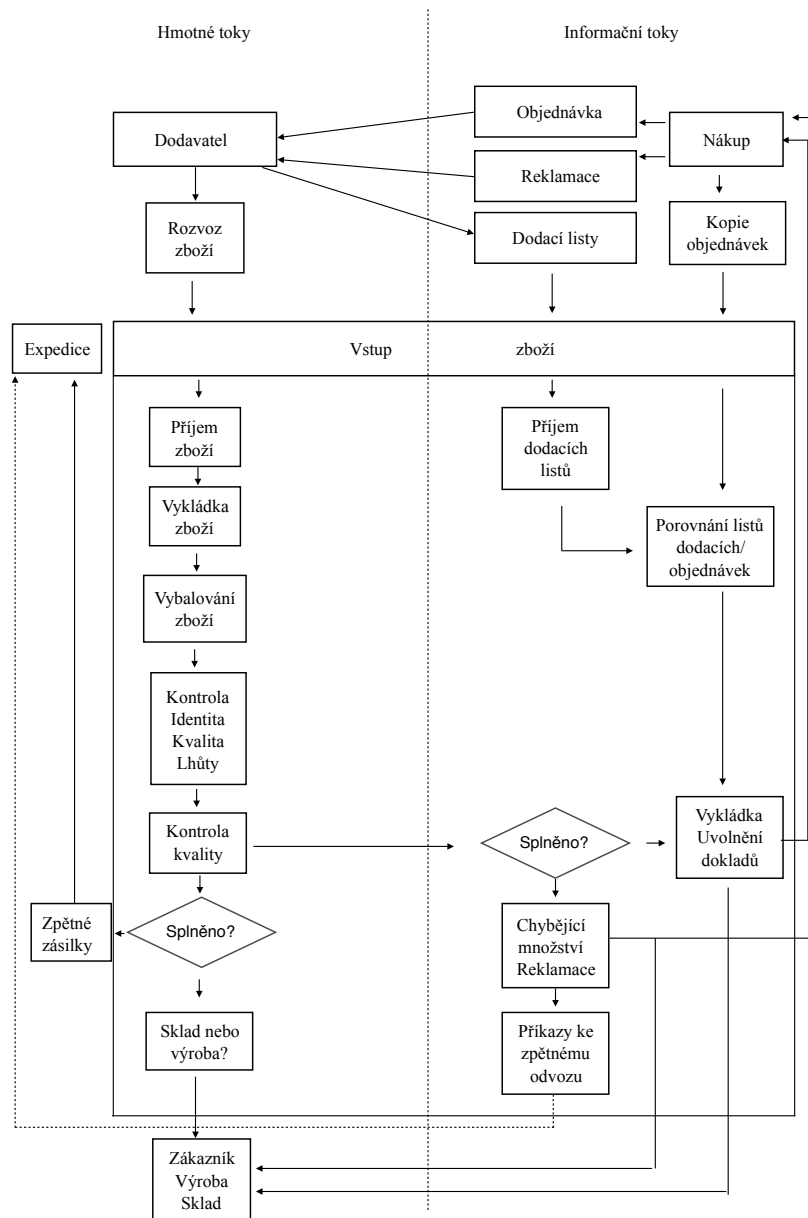 Hmotné toky
Informační toky
Objednávka
Dodavatel
Nákup
Reklamace
Rozvoz
zboží
Dodací listy
Kopie
objednávek
Expedice
Vstup zboží
Příjem
zboží
Příjem
dodacích
listů
Vykládka
zboží
Porovnání listů
dodacích/
objednávek
Vybalování
zboží
Kontrola
Identita
Kvalita
Lhůty
Kontrola
kvality
Splněno?
Vykládka
Uvolnění
dokladů
Zpětné
zásilky
Splněno?
Chybějící
množství
Reklamace
Sklad nebo
výroba?
Příkazy ke
zpětnému
odvozu
Zákazník
Výroba
Sklad